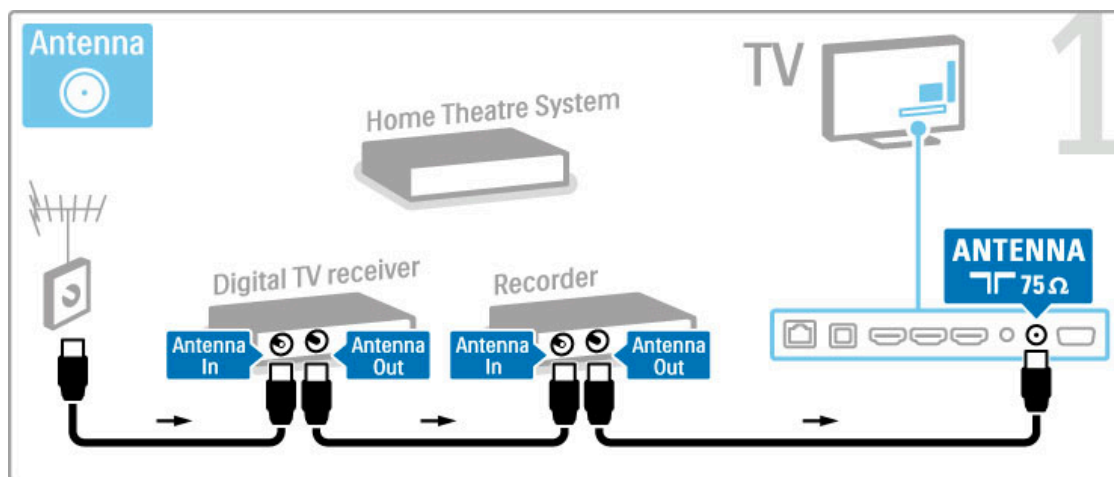 Antenna
TV
1
Home Theatre System
ANTENNA
75 Ω
Digital TV receiver
Recorder
Antenna
In
Antenna
Out
Antenna
In
Antenna
Out